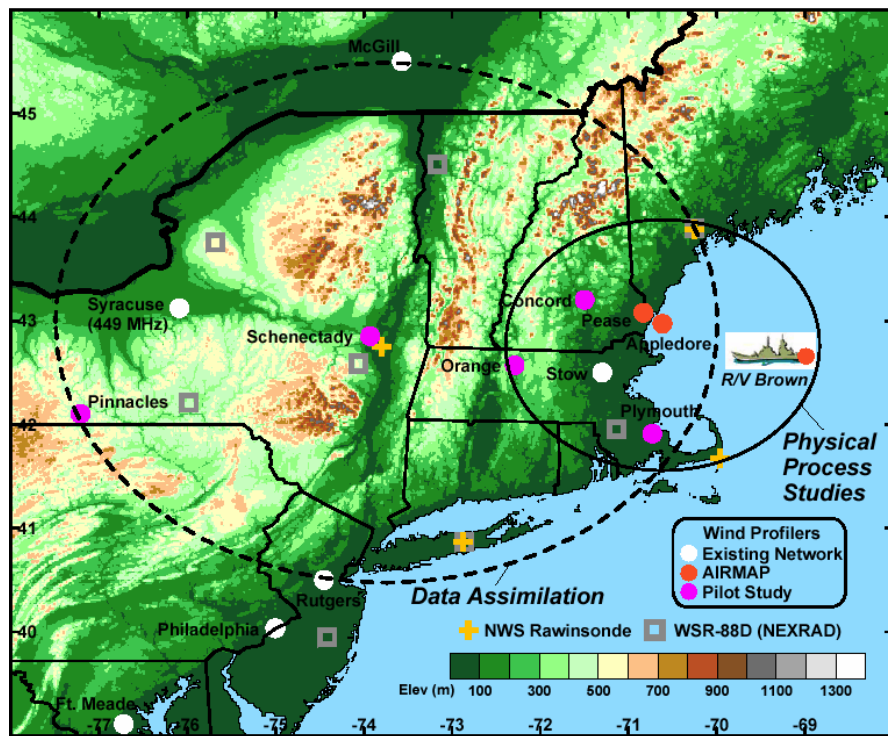 McGill
45
44
43
42
41
40
Syracuse
(449 MHz)
Schenectady
Concord
Pease
Appledore
Orange
Stow
R/V Brown
Pinnacles
Plymouth
Physical
Process
Studies
Rutgers
Data Assimilation
Philadelphia
Ft. Meade
Wind Profilers
Existing Network
AIRMAP
Pilot Study
NWS Rawinsonde
WSR-88D (NEXRAD)
Elev (m) 100 300 500 700 900 1100 1300
-77 -76 -75 -74 -73 -72 -71 -70 -69